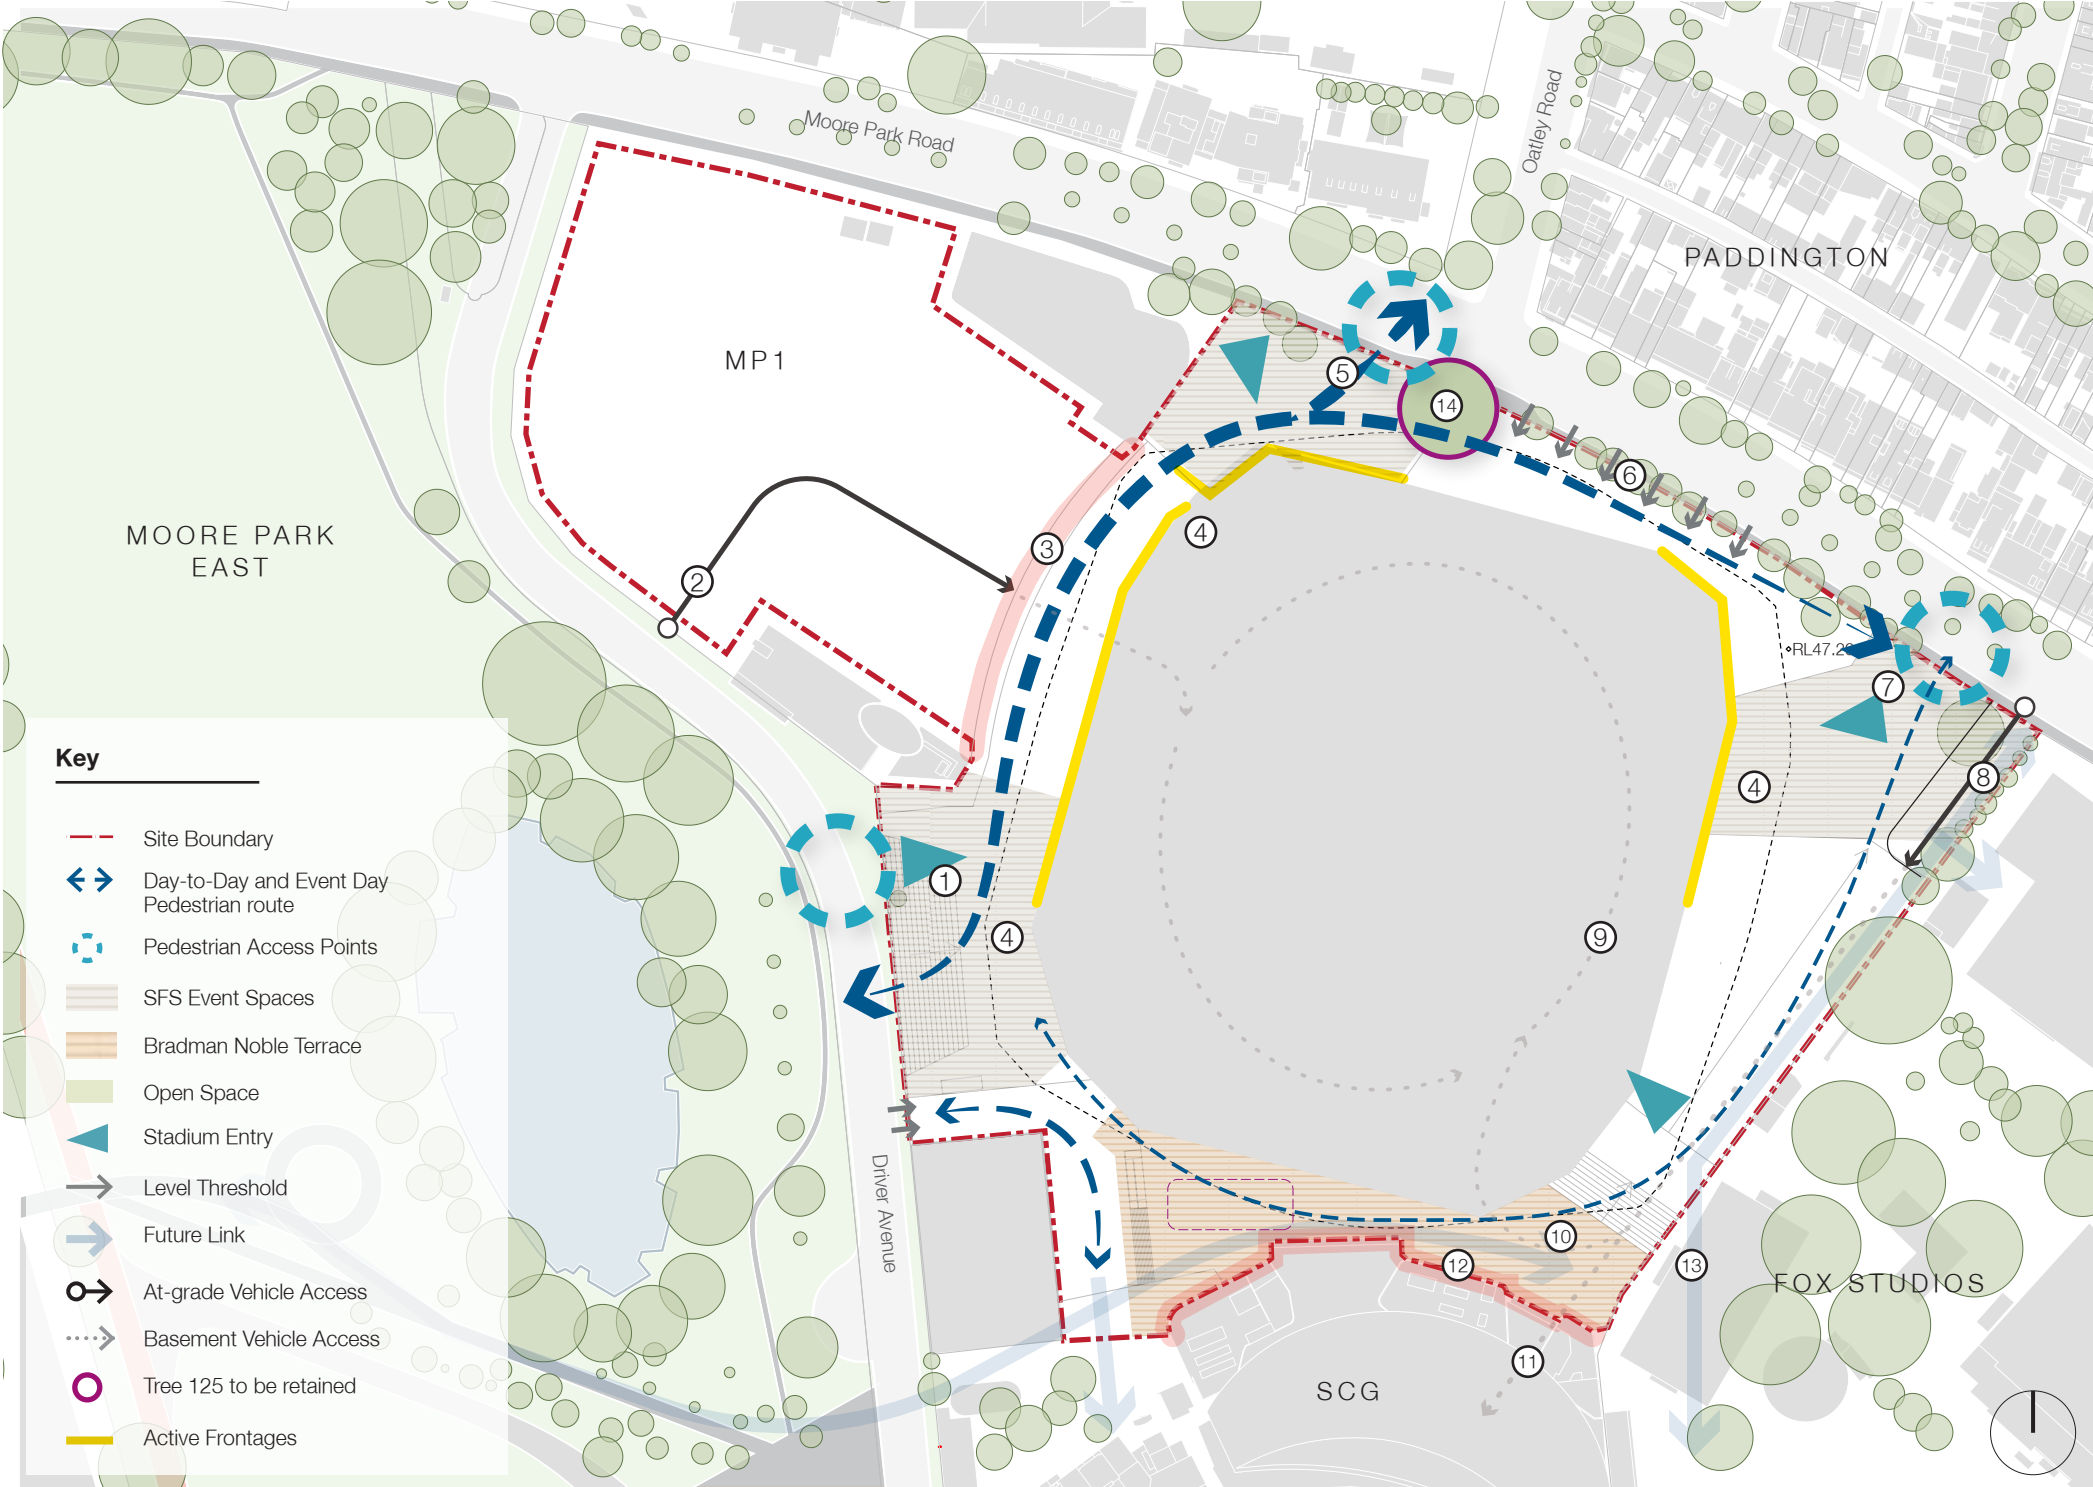 Moore Park Road
Oatley Road
PADDINGTON
MP1
5
14
6
4
3
2
MOORE PARK
EAST
7
8
4
1
4
9
10
12
13
11
FOX STUDIOS
SCG
Driver Avenue
Key
Site Boundary
Day-to-Day and Event Day
Pedestrian route
Pedestrian Access Points
SFS Event Spaces
Bradman Noble Terrace
Open Space
Stadium Entry
Level Threshold
Future Link
At-grade Vehicle Access
Basement Vehicle Access
Tree 125 to be retained
Active Frontages